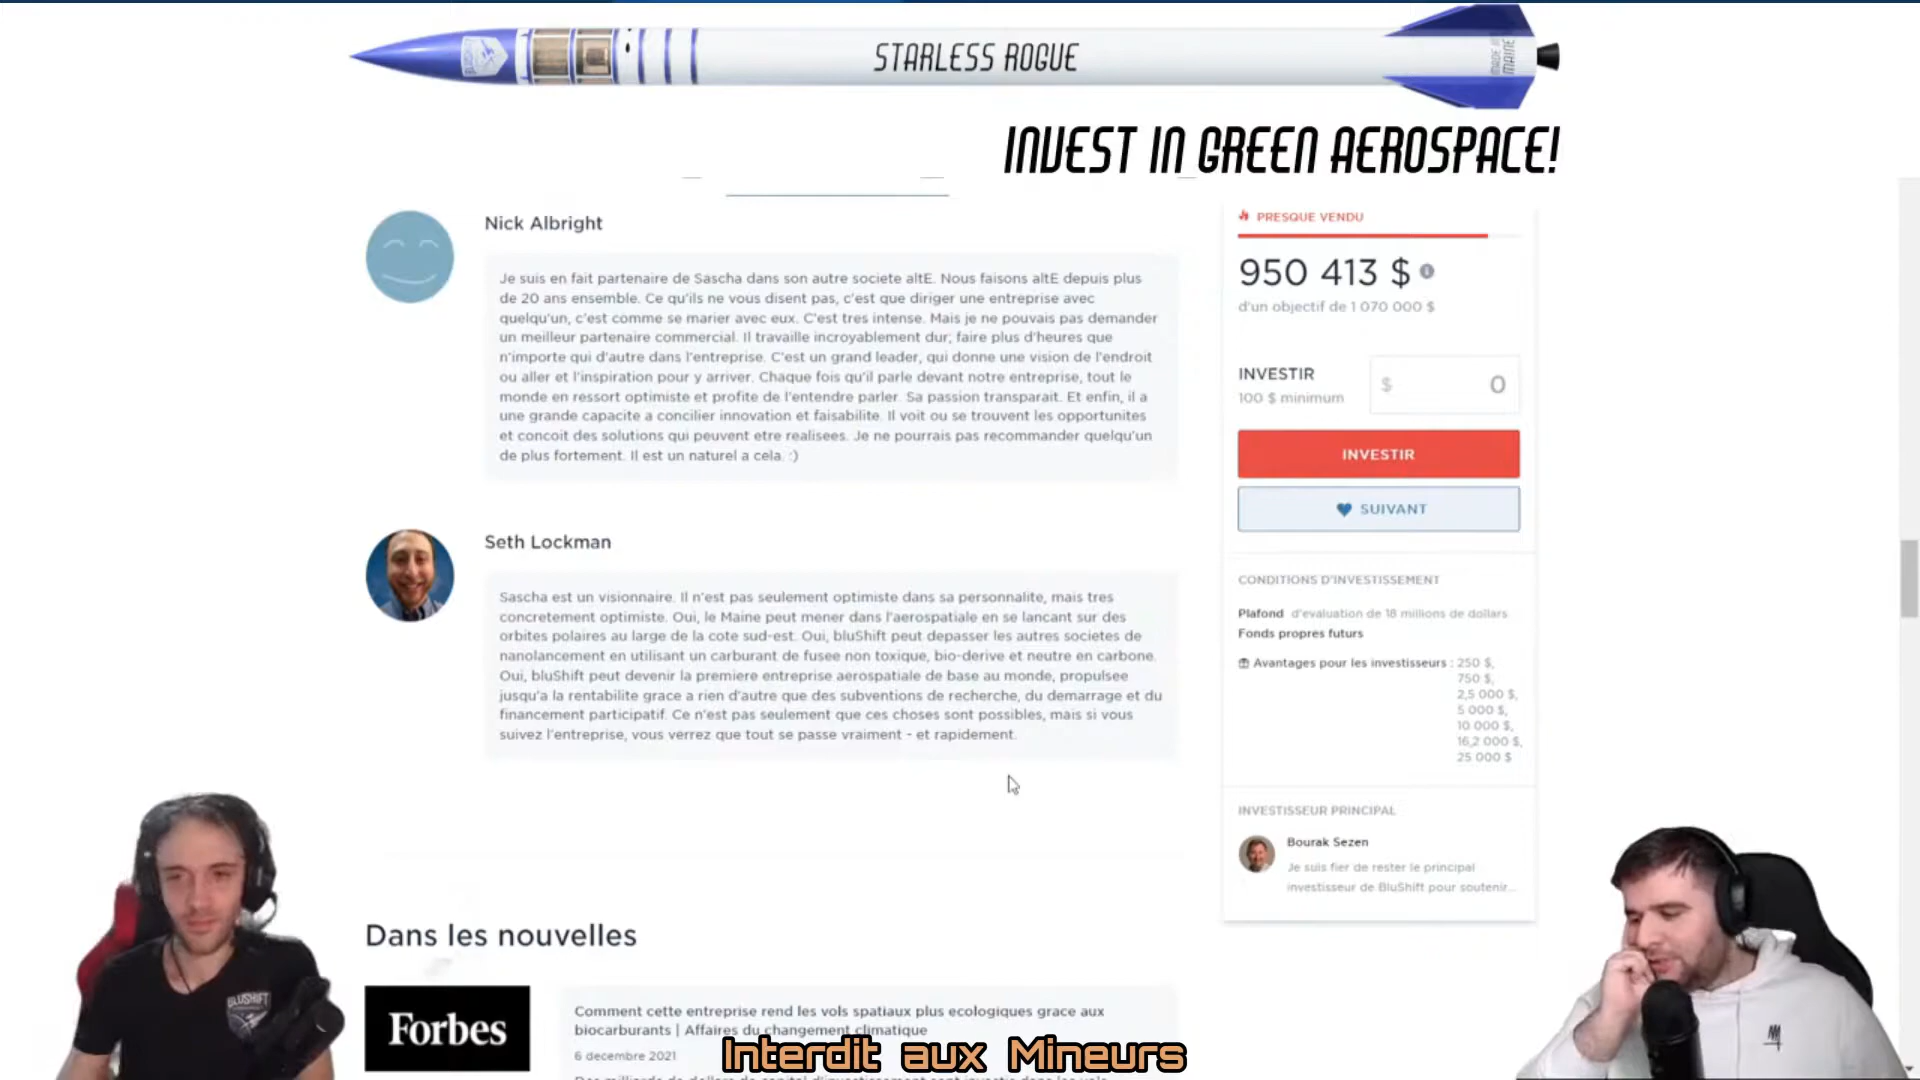 BLUSHIFT
STARLESS ROGUE
MADE IN
MAINE
INVEST IN GREEN AEROSPACE!
Nick Albright
Je suis en fait partenaire de Sascha dans son autre societe altE. Nous faisons altE depuis plus
de 20 ans ensemble. Ce qu'ils ne vous disent pas, c'est que diriger une entreprise avec
quelqu'un, c'est comme se marier avec eux. C'est tres intense. Mais je ne pouvais pas demander
un meilleur partenaire commercial. Il travaille incroyablement dur; faire plus d'heures que
n'importe qui d'autre dans l'entreprise. C'est un grand leader, qui donne une vision de l'endroit
ou aller et l'inspiration pour y arriver. Chaque fois qu'il parle devant notre entreprise, tout le
monde en ressort optimiste et profite de l'entendre parler. Sa passion transparait. Et enfin, il a
une grande capacite a concilier innovation et faisabilite. Il voit ou se trouvent les opportunites
et concoit des solutions qui peuvent etre realisees. Je ne pourrais pas recommander quelqu'un
de plus fortement. Il est un naturel a cela. :)
Seth Lockman
Sascha est un visionnaire. Il n'est pas seulement optimiste dans sa personnalite, mais tres
concretement optimiste. Oui, le Maine peut mener dans l'aerospatiale en se lancant sur des
orbites polaires au large de la cote sud-est. Oui, bluShift peut depasser les autres societes de
nanolancement en utilisant un carburant de fusee non toxique, bio-derive et neutre en carbone.
Oui, bluShift peut devenir la premiere entreprise aerospatiale de base au monde, propulsee
jusqu'a la rentabilite grace a rien d'autre que des subventions de recherche, du demarrage et du
financement participatif. Ce n'est pas seulement que ces choses sont possibles, mais si vous
suivez l'entreprise, vous verrez que tout se passe vraiment - et rapidement.
PRESQUE VENDU
950 413 $
d'un objectif de 1 070 000 $
INVESTIR
100 $ minimum
$ 0
INVESTIR
SUIVANT
CONDITIONS D'INVESTISSEMENT
Plafond d'evaluation de 18 millions de dollars
Fonds propres futurs
Avantages pour les investisseurs : 250 $,
750 $,
2,5 000 $,
5 000 $,
10 000 $,
16,2 000 $,
25 000 $
INVESTISSEUR PRINCIPAL
Bourak Sezen
Je suis fier de rester le principal
investisseur de BluShift pour soutenir...
Dans les nouvelles
Forbes
Comment cette entreprise rend les vols spatiaux plus ecologiques grace aux
biocarburants | Affaires du changement climatique
6 decembre 2021
BLUSHIFT
Interdit aux Mineurs